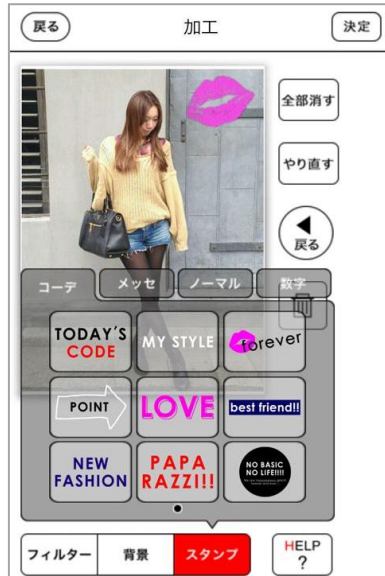 戻る
加工
決定
全部消す
やり直す
戻る
コーデ
メッセ
ノーマル
数字
TODAY'S
CODE
MY STYLE
forever
POINT
LOVE
best friend!!
NEW
FASHION
PAPA
RAZZI!!
NO BASIC
NO LIFE!!!!
フィルター
背景
スタンプ
HELP
?